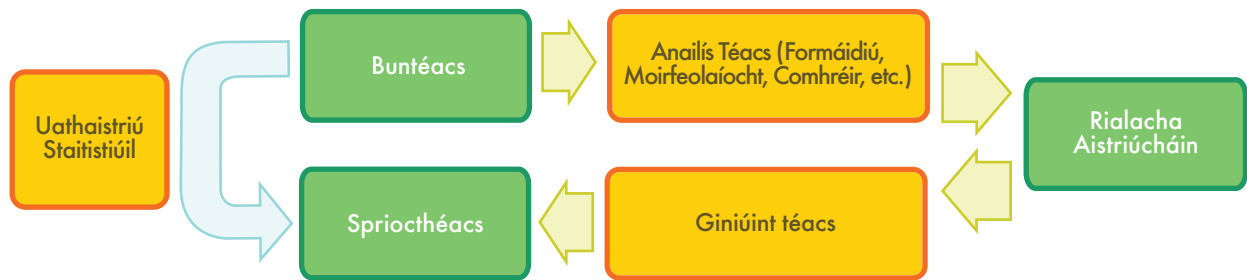 Uathaistriú
Staitistiúil
Buntéacs
Anailís Téacs (Formáidiú,
Moirfeolaíocht, Comhréir, etc.)
Rialacha
Aistriúcháin
Giniúint téacs
Spriocthéacs